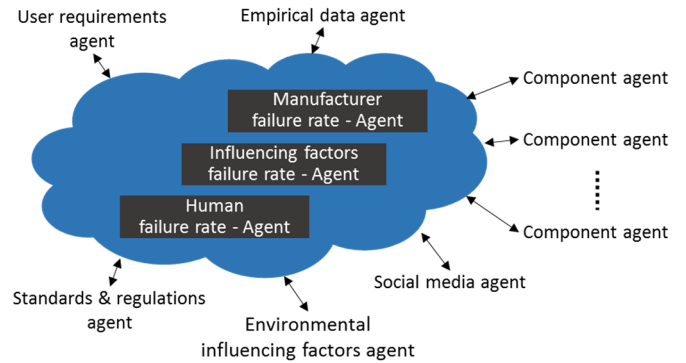 User requirements
agent
Empirical data agent
Component agent
Manufacturer
failure rate - Agent
Component agent
Influencing factors
failure rate - Agent
Human
failure rate - Agent
Component agent
Social media agent
Standards & regulations
agent
Environmental
influencing factors agent